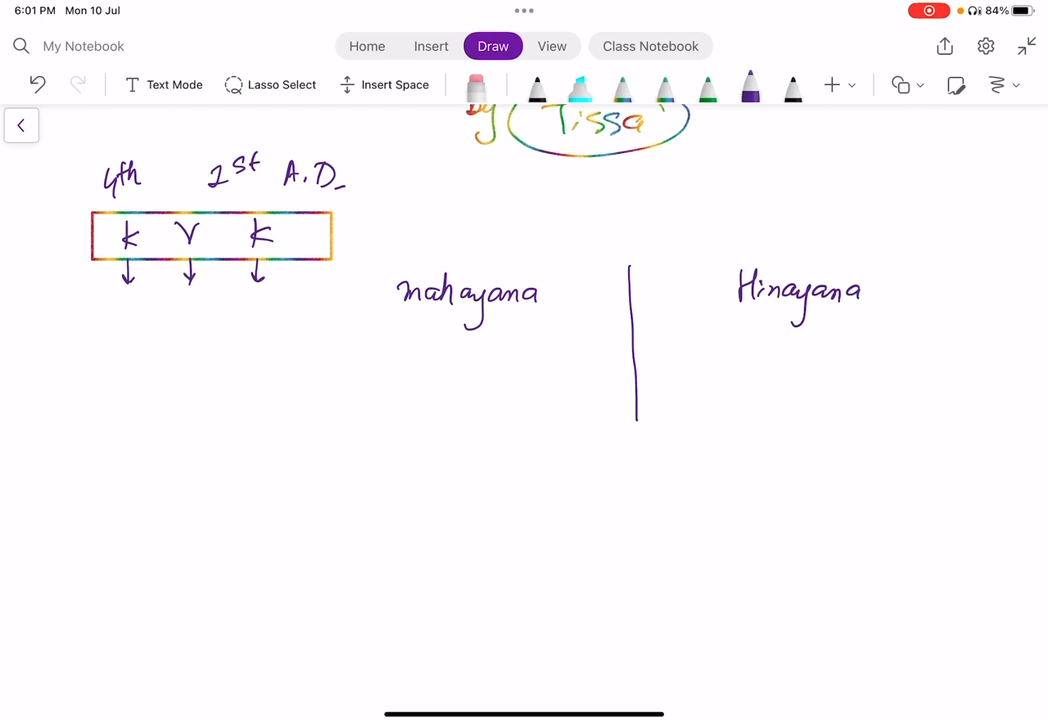 6:01 PM Mon 10 Jul 84%
My Notebook Home Insert Draw View Class Notebook
Text Mode Lasso Select Insert Space
by Tissa
4th 1st A.D.
K V K
mahayana Hinayana